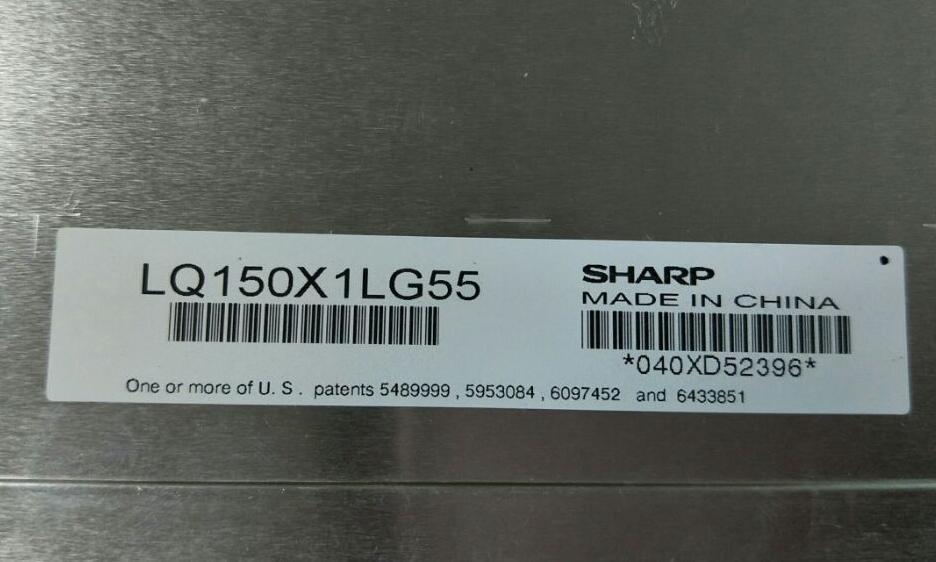 LQ150X1LG55
SHARP
MADE IN CHINA
*040XD52396*
One or more of U. S. patents 5489999 , 5953084 , 6097452 and 6433851